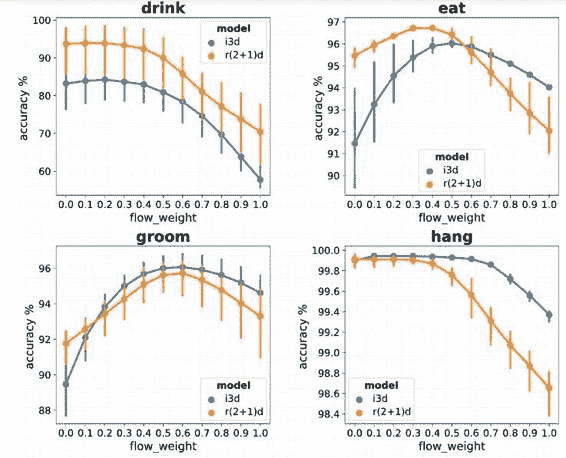 drink
100
90
80
70
60
accuracy %
model
i3d
r(2+1)d
0.0 0.1 0.2 0.3 0.4 0.5 0.6 0.7 0.8 0.9 1.0
flow_weight
eat
97
96
95
94
93
92
91
90
accuracy %
model
i3d
r(2+1)d
0.0 0.1 0.2 0.3 0.4 0.5 0.6 0.7 0.8 0.9 1.0
flow_weight
groom
96
94
92
90
88
accuracy %
model
i3d
r(2+1)d
0.0 0.1 0.2 0.3 0.4 0.5 0.6 0.7 0.8 0.9 1.0
flow_weight
hang
100.0
99.8
99.6
99.4
99.2
99.0
98.8
98.6
98.4
accuracy %
model
i3d
r(2+1)d
0.0 0.1 0.2 0.3 0.4 0.5 0.6 0.7 0.8 0.9 1.0
flow_weight